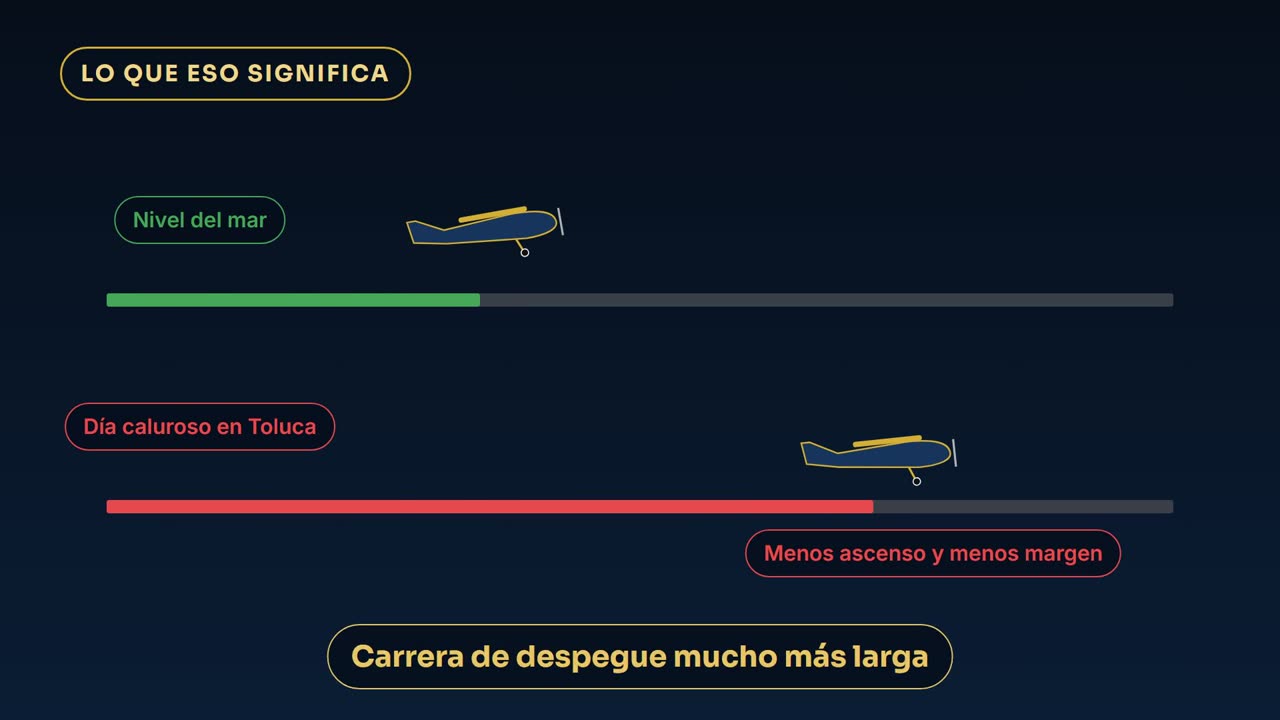 LO QUE ESO SIGNIFICA
Nivel del mar
Día caluroso en Toluca
Menos ascenso y menos margen
Carrera de despegue mucho más larga